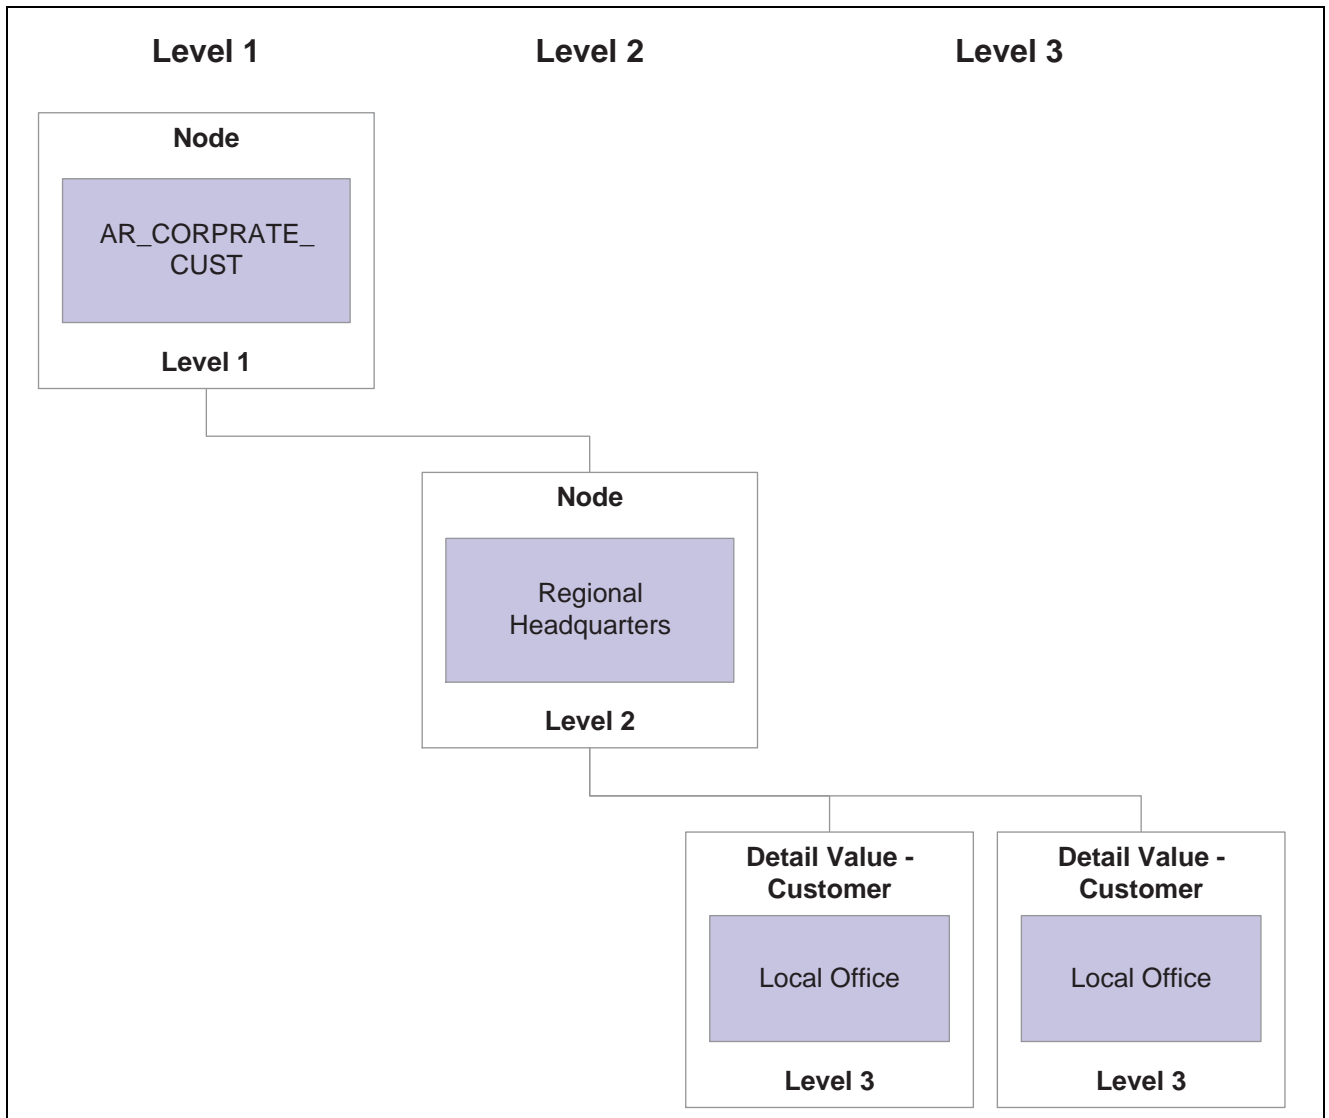 Level 1
Level 2
Level 3
Node
AR_CORPRATE_
CUST
Level 1
Node
Regional
Headquarters
Level 2
Detail Value -
Customer
Local Office
Level 3
Detail Value -
Customer
Local Office
Level 3